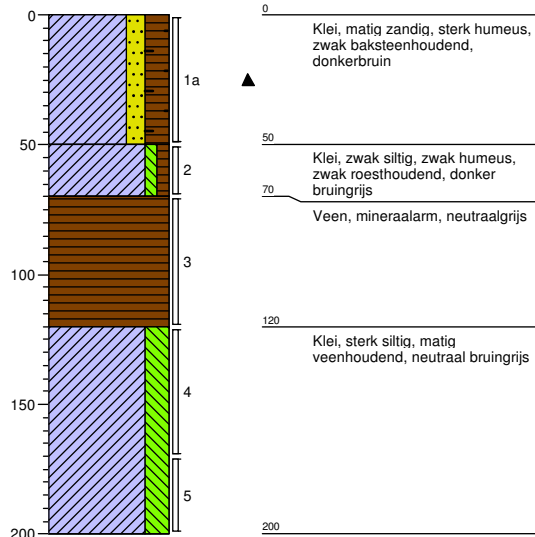 0
50
100
150
200
1a
2
3
4
5
0
Klei, matig zandig, sterk humeus,
zwak baksteenhoudend,
donkerbruin
50
Klei, zwak siltig, zwak humeus,
zwak roesthoudend, donker
bruingrijs
70
Veen, mineraalarm, neutraalgrijs
120
Klei, sterk siltig, matig
veenhoudend, neutraal bruingrijs
200